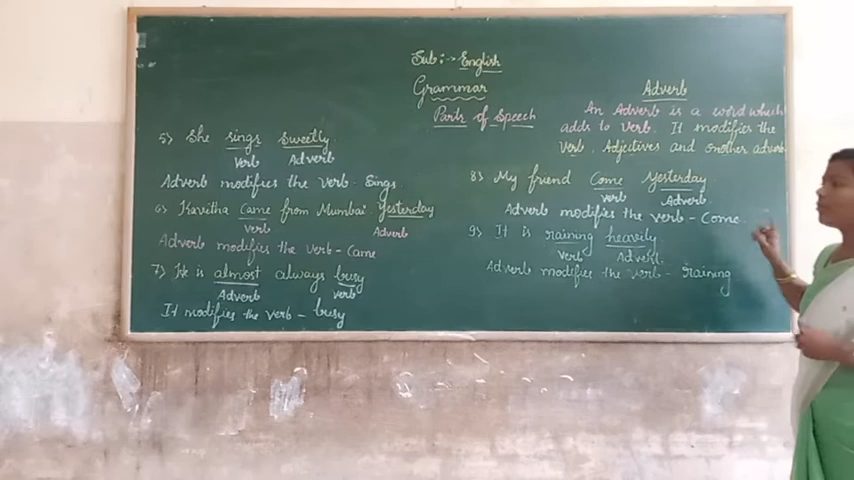 Sub:- English
Grammar
Parts of Speech
5) She sings sweetly.
Verb Adverb
Adverb modifies the verb - Sings.
6) Kavitha Came from Mumbai yesterday
Verb Adverb
Adverb modifies the verb - Came
7) He is almost always busy
Adverb Verb
It modifies the verb - busy
Adverb
An Adverb is a word which
adds to verb. It modifies the
Verb, Adjectives and another adverb
8) My friend Come Yesterday
verb Adverb
Adverb modifies the verb - Come.
9) It is raining heavily
Verb Adverb
Adverb modifies the verb - raining